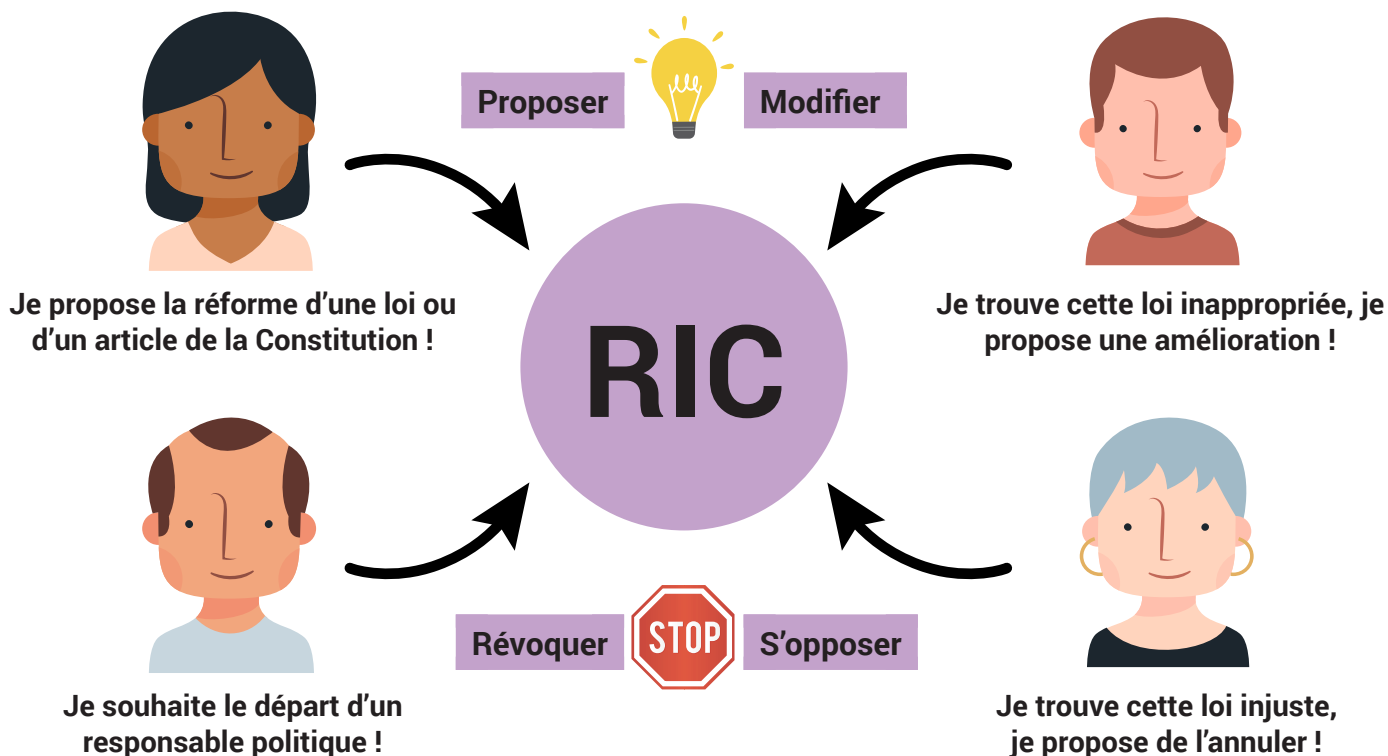 Proposer
Modifier
Je propose la réforme d’une loi ou
d’un article de la Constitution !
Je trouve cette loi inappropriée, je
propose une amélioration !
RIC
Révoquer
STOP
S’opposer
Je souhaite le départ d’un
responsable politique !
Je trouve cette loi injuste,
je propose de l’annuler !